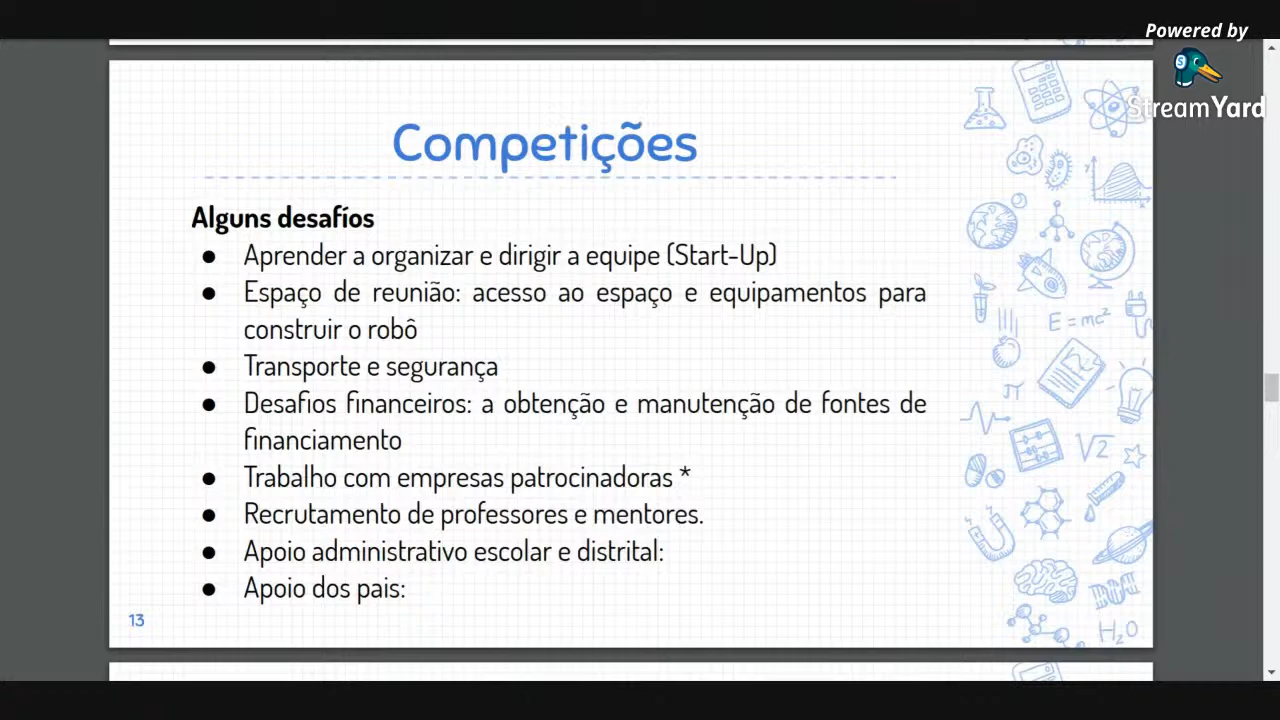 Powered by
StreamYard
Competições
Alguns desafíos
● Aprender a organizar e dirigir a equipe (Start-Up)
● Espaço de reunião: acesso ao espaço e equipamentos para
construir o robô
● Transporte e segurança
● Desafios financeiros: a obtenção e manutenção de fontes de
financiamento
● Trabalho com empresas patrocinadoras *
● Recrutamento de professores e mentores.
● Apoio administrativo escolar e distrital:
● Apoio dos pais:
13
y
x
E = mc²
π
√2
H₂O